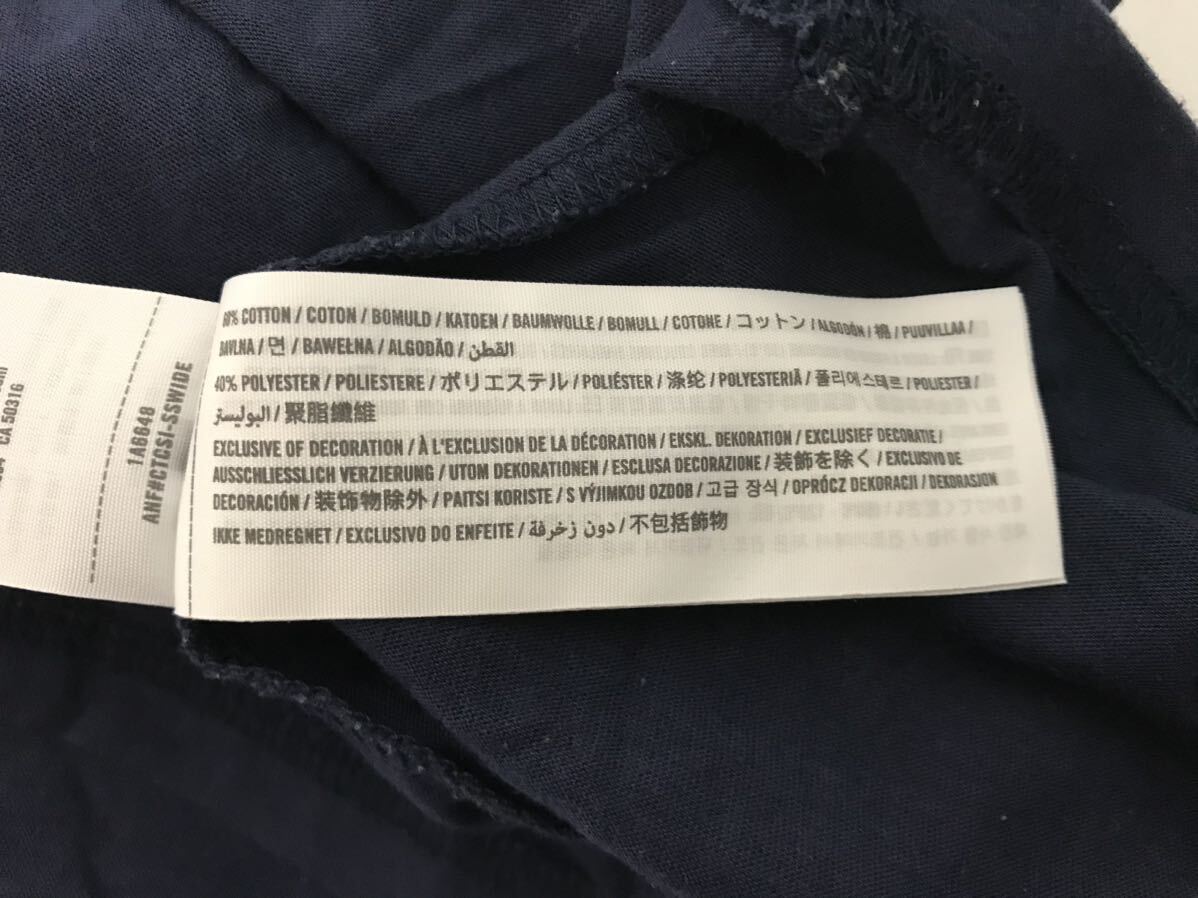 60% COTTON / COTON / BOMULD / KATOEN / BAUMWOLLE / BOMULL / COTONE / コットン / ALGODÓN / 棉 / PUUVILLAA /
BAVLNA / 면 / BAWEŁNA / ALGODÃO / القطن
40% POLYESTER / POLIESTERE / ポリエステル / POLIÉSTER / 涤纶 / POLYESTERIÄ / 폴리에스테르 / POLIESTER /
البوليستر / 聚脂纖維
EXCLUSIVE OF DECORATION / À L'EXCLUSION DE LA DÉCORATION / EKSKL. DEKORATION / EXCLUSIEF DECORATIE /
AUSSCHLIESSLICH VERZIERUNG / UTOM DEKORATIONEN / ESCLUSA DECORAZIONE / 装飾を除く / EXCLUSIVO DE
DECORACIÓN / 装饰物除外 / PAITSI KORISTE / S VÝJIMKOU OZDOB / 고급 장식 / OPRÓCZ DEKORACJI / DEKORASJON
IKKE MEDREGNET / EXCLUSIVO DO ENFEITE / دون زخرفة / 不包括飾物
1A6648
ANF#CTCSJ-SSWIDE
CA 50316